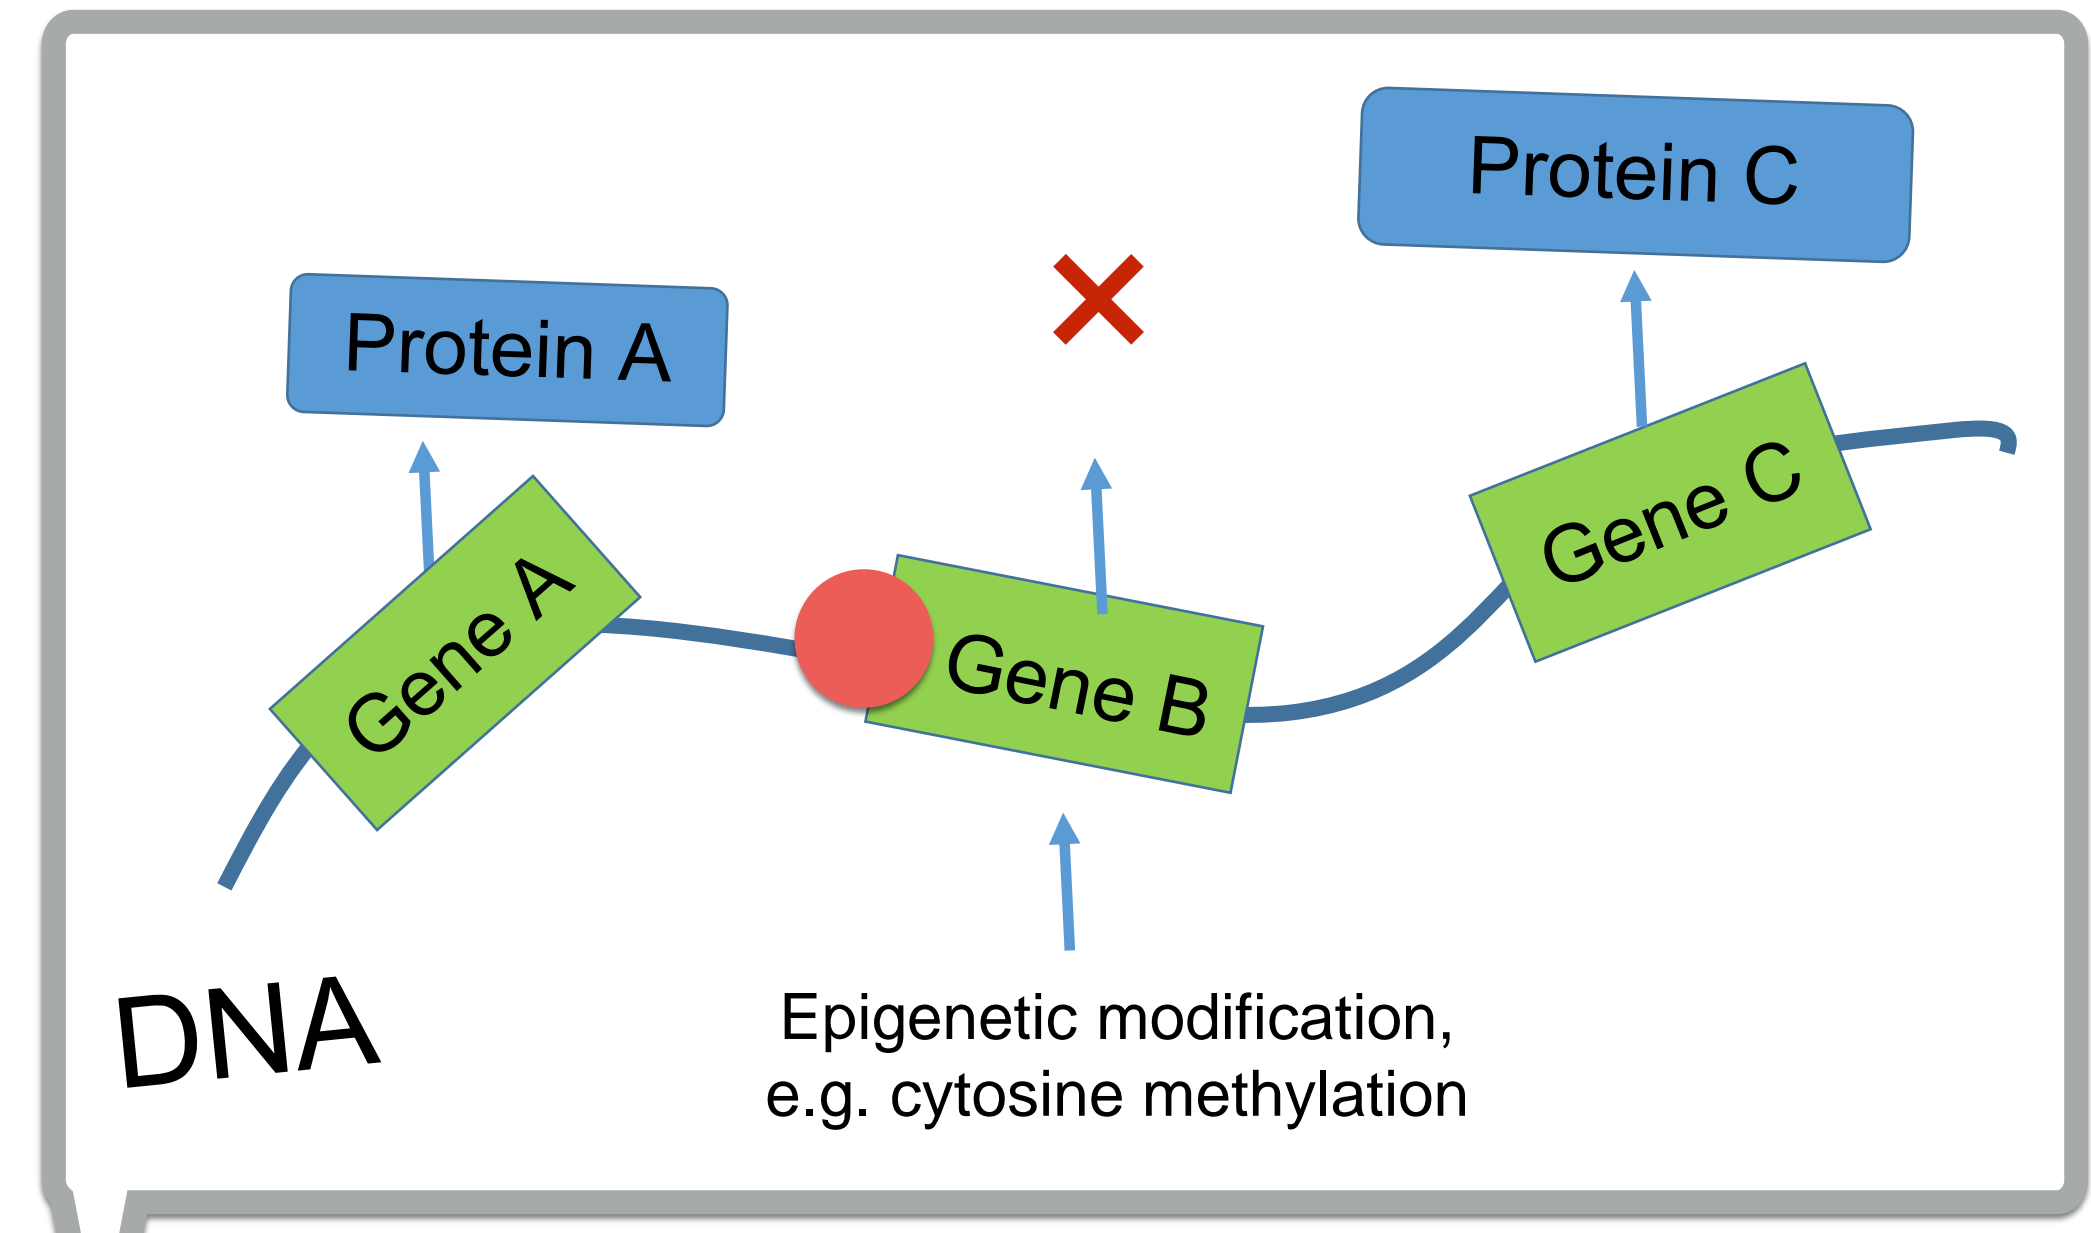 Protein C
Protein A
Gene C
Gene A
Gene B
DNA
Epigenetic modification,
e.g. cytosine methylation